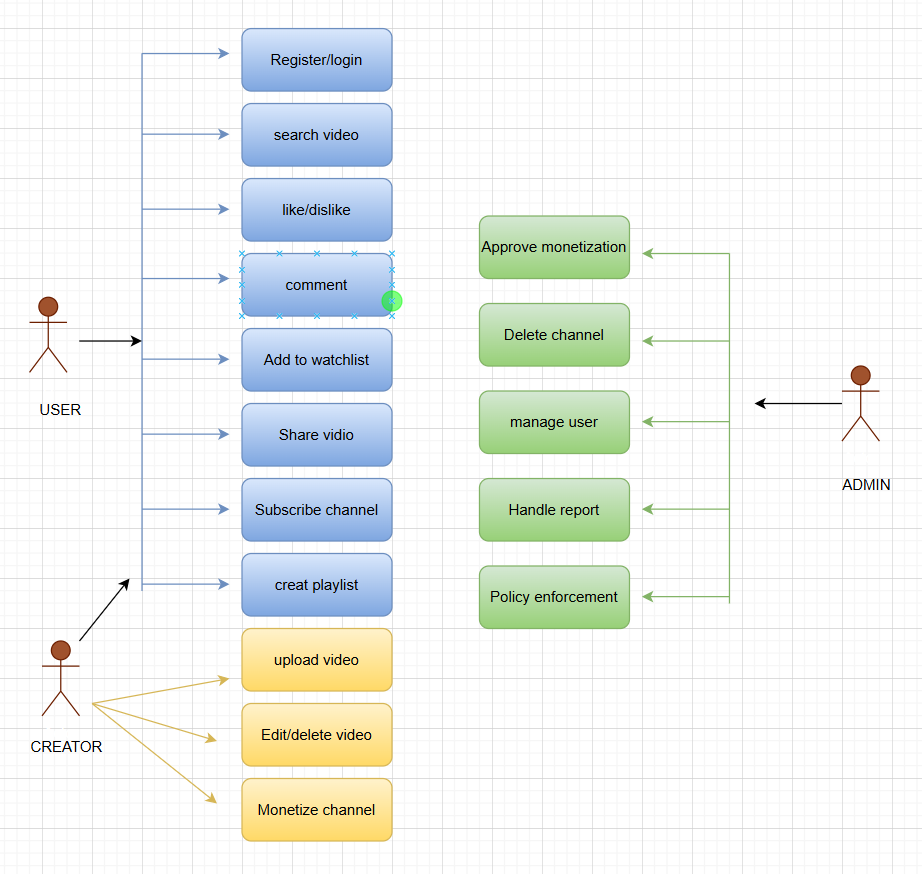 Register/login
search video
like/dislike
comment
Add to watchlist
Share vidio
Subscribe channel
creat playlist
upload video
Edit/delete video
Monetize channel
USER
CREATOR
Approve monetization
Delete channel
manage user
Handle report
Policy enforcement
ADMIN